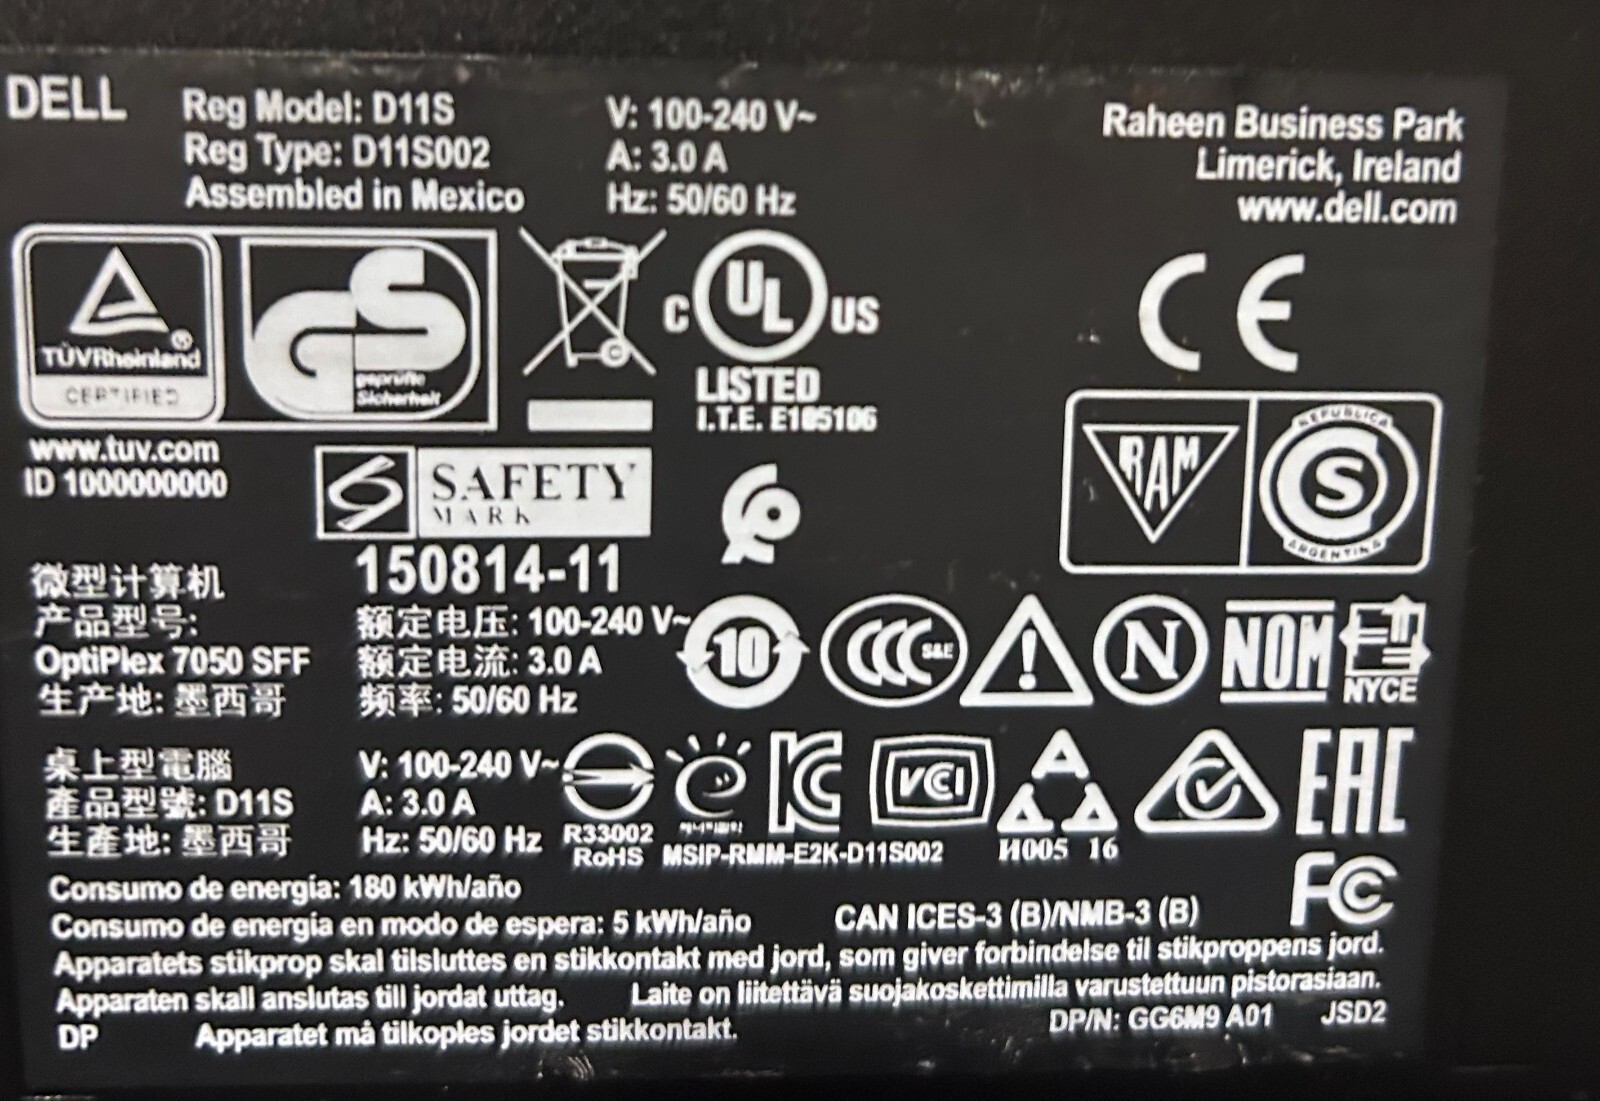 DELL
Reg Model: D11S
Reg Type: D11S002
Assembled in Mexico
V: 100-240 V~
A: 3.0 A
Hz: 50/60 Hz
Raheen Business Park
Limerick, Ireland
www.dell.com
TÜVRheinland ®
CERTIFIED
www.tuv.com
ID 1000000000
GS
geprüfte
Sicherheit
C UL US
LISTED
I.T.E. E185106
CE
SAFETY
MARK
150814-11
RAM
REPUBLICA
S
ARGENTINA
微型计算机
产品型号:
OptiPlex 7050 SFF
生产地: 墨西哥
额定电压: 100-240 V~
额定电流: 3.0 A
频率: 50/60 Hz
10
CCC S&E
!
N
NOM
NYCE
桌上型電腦
產品型號: D11S
生產地: 墨西哥
V: 100-240 V~
A: 3.0 A
Hz: 50/60 Hz
R33002
RoHS
KC
MSIP-RMM-E2K-D11S002
VCCI
И005 16
EAC
Consumo de energía: 180 kWh/año
Consumo de energía en modo de espera: 5 kWh/año
CAN ICES-3 (B)/NMB-3 (B)
FC
Apparatets stikprop skal tilsluttes en stikkontakt med jord, som giver forbindelse til stikproppens jord.
Apparaten skall anslutas till jordat uttag. Laite on liitettävä suojakoskettimilla varustettuun pistorasiaan.
DP Apparatet må tilkoples jordet stikkontakt. DP/N: GG6M9 A01 JSD2